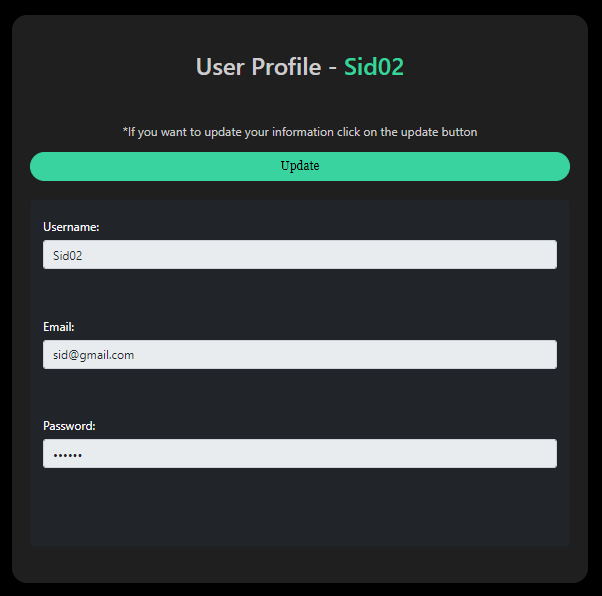 User Profile - Sid02
*If you want to update your information click on the update button
Update
Username:
Sid02
Email:
sid@gmail.com
Password:
••••••